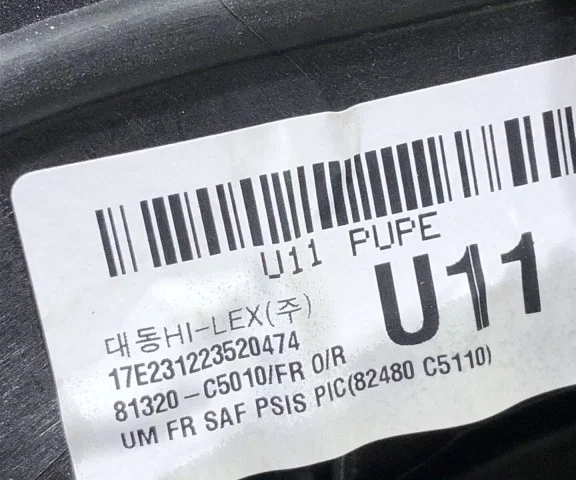 U11 PUPE
U11
대동HI-LEX(주)
17E231223520474
81320-C5010/FR O/R
UM FR SAF PSIS PIC(82480 C5110)